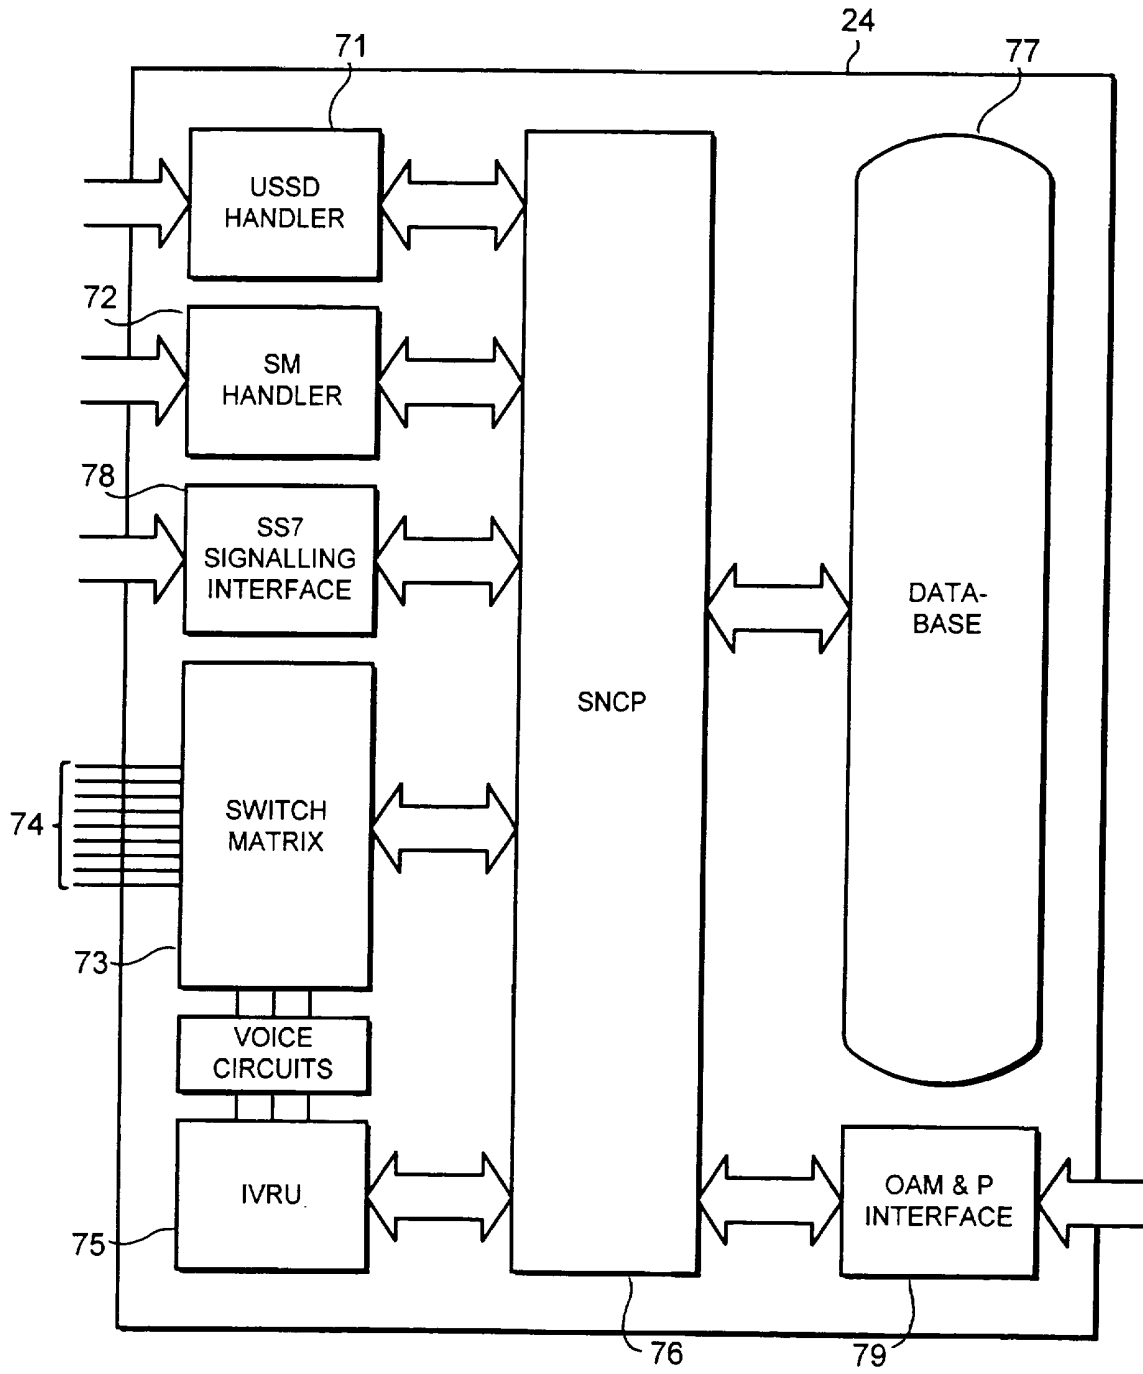 24
71
77
USSD
HANDLER
72
SM
HANDLER
78
SS7
SIGNALLING
INTERFACE
DATA-
BASE
SNCP
74
SWITCH
MATRIX
73
VOICE
CIRCUITS
IVRU
75
OAM & P
INTERFACE
76
79